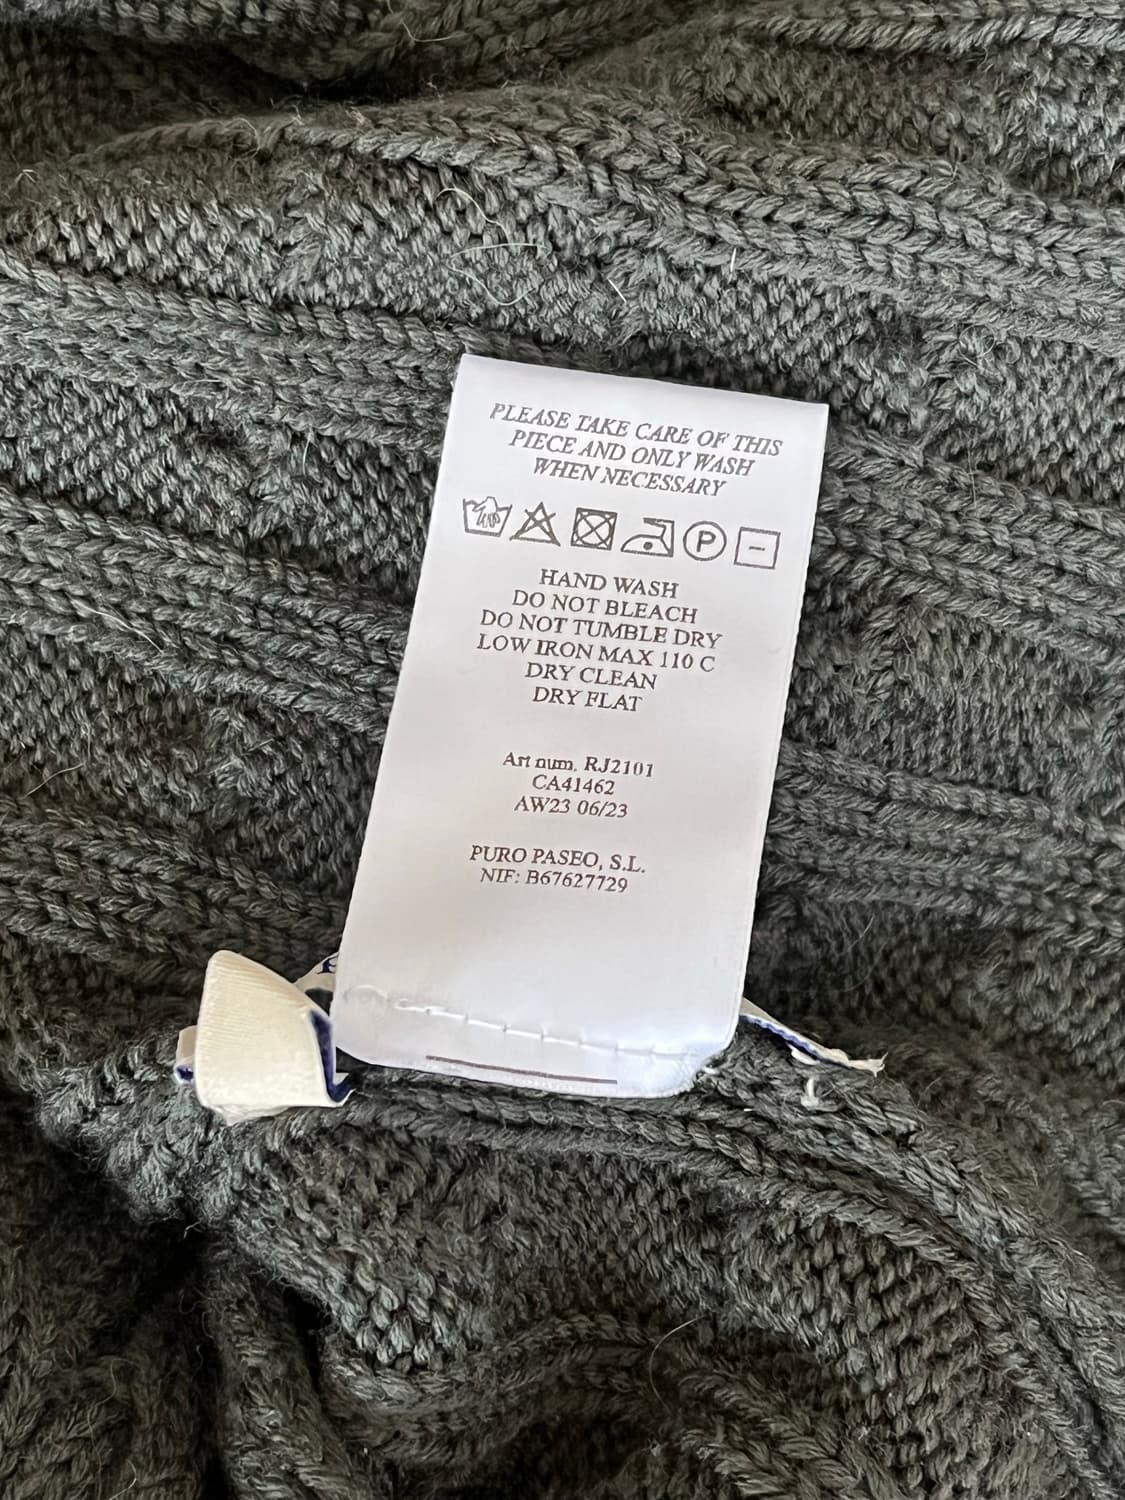 PLEASE TAKE CARE OF THIS
PIECE AND ONLY WASH
WHEN NECESSARY
P
HAND WASH
DO NOT BLEACH
DO NOT TUMBLE DRY
LOW IRON MAX 110 C
DRY CLEAN
DRY FLAT
Art num. RJ2101
CA41462
AW23 06/23
PURO PASEO, S.L.
NIF: B67627729